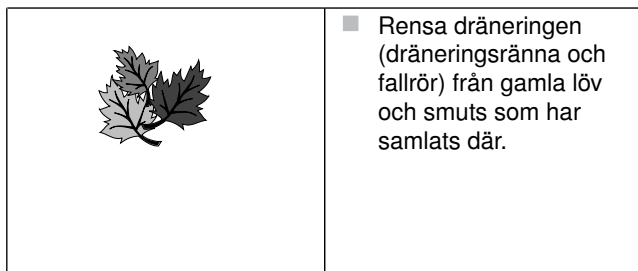 Rensa dräneringen
(dräneringsränna och
fallrör) från gamla löv
och smuts som har
samlats där.